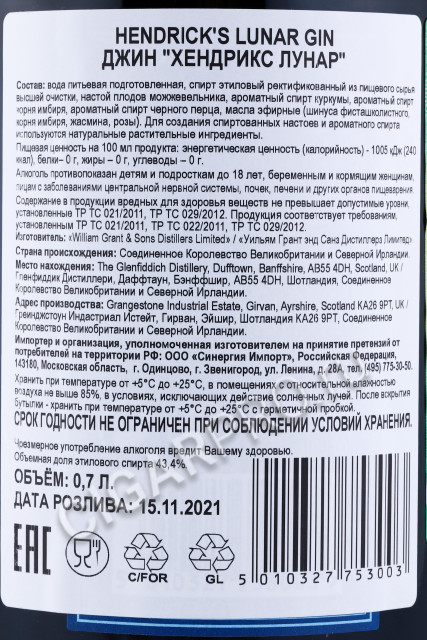 HENDRICK'S LUNAR GIN
ДЖИН "ХЕНДРИКС ЛУНАР"
Состав: вода питьевая подготовленная, спирт этиловый ректификованный из пищевого сырья
высшей очистки, настой плодов можжевельника, ароматный спирт куркумы, ароматный спирт
корня имбиря, ароматный спирт черного перца, масла эфирные (шинуса фисташколистного,
корня имбиря, жасмина, розы). Для создания спиртованных настоев и ароматного спирта
используются натуральные растительные ингредиенты.
Пищевая ценность на 100 мл продукта: энергетическая ценность (калорийность) - 1005 кДж (240
ккал), белки– 0 г, жиры – 0 г, углеводы – 0 г.
Алкоголь противопоказан детям и подросткам до 18 лет, беременным и кормящим женщинам,
лицам с заболеваниями центральной нервной системы, почек, печени и других органов пищеварения.
Содержание в продукции вредных для здоровья веществ не превышает допустимые уровни,
установленные ТР ТС 021/2011, ТР ТС 029/2012. Продукция соответствует требованиям,
установленным ТР ТС 021/2011, ТР ТС 022/2011, ТР ТС 029/2012.
Изготовитель: «William Grant & Sons Distillers Limited» / «Уильям Грант энд Санз Дистиллерз Лимитед»
Страна происхождения: Соединенное Королевство Великобритании и Северной Ирландии.
Место нахождения: The Glenfiddich Distillery, Dufftown, Banffshire, AB55 4DH, Scotland, UK /
Гленфиддик Дистиллери, Даффтаун, Бэнффшир, AB55 4DH, Шотландия, Соединенное
Королевство Великобритании и Северной Ирландии.
Адрес производства: Grangestone Industrial Estate, Girvan, Ayrshire, Scotland KA26 9PT, UK /
Гренджстоун Индастриал Истейт, Гирван, Эйшир, Шотландия KA26 9PT, Соединенное
Королевство Великобритании и Северной Ирландии.
Импортер и организация, уполномоченная изготовителем на принятие претензий от
потребителей на территории РФ: ООО «Синергия Импорт», Российская Федерация,
143180, Московская область, г. Одинцово, г. Звенигород, ул. Ленина, д. 28А, тел. (495) 775-30-50.
Хранить при температуре от +5°С до +25°С, в помещениях с относительной влажностью
воздуха не выше 85%, в условиях, исключающих действие солнечных лучей. После вскрытия
бутылки - хранить при температуре от +5°С до +25°С с герметичной пробкой.
СРОК ГОДНОСТИ НЕ ОГРАНИЧЕН ПРИ СОБЛЮДЕНИИ УСЛОВИЙ ХРАНЕНИЯ.
Чрезмерное употребление алкоголя вредит Вашему здоровью.
Объемная доля этилового спирта 43,4%.
ОБЪЁМ: 0,7 Л.
ДАТА РОЗЛИВА: 15.11.2021
EAC
C/FOR
GL
5 010327 753003
CIGARPRO.RU